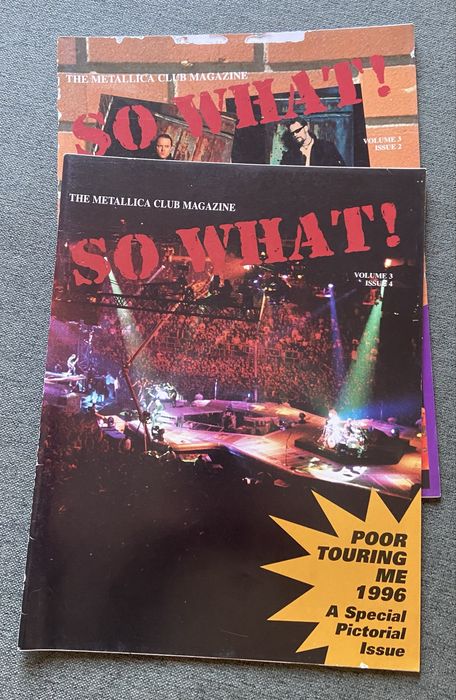 THE METALLICA CLUB MAGAZINE
SO WHAT!
VOLUME 3
ISSUE 2
THE METALLICA CLUB MAGAZINE
SO WHAT!
VOLUME 3
ISSUE 4
POOR
TOURING
ME
1996
A Special
Pictorial
Issue